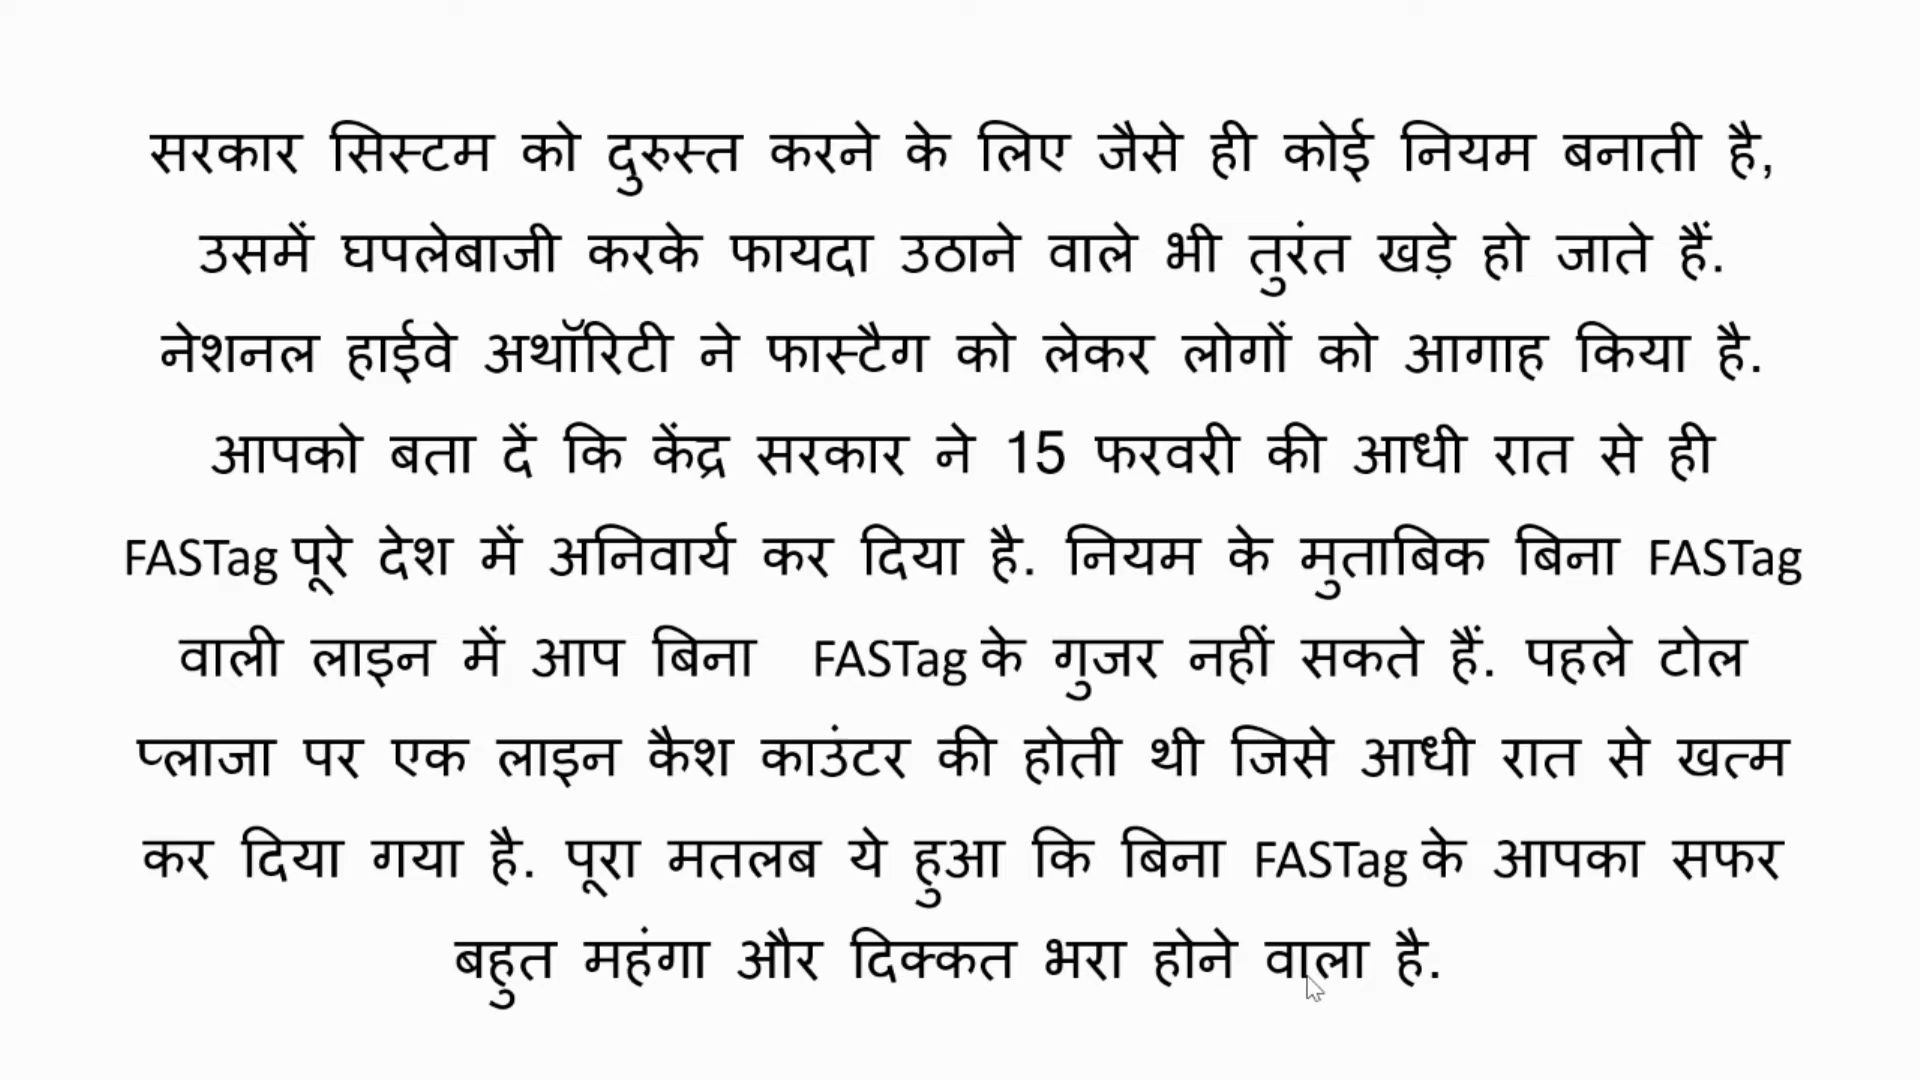 सरकार सिस्टम को दुरुस्त करने के लिए जैसे ही कोई नियम बनाती है,
उसमें घपलेबाजी करके फायदा उठाने वाले भी तुरंत खड़े हो जाते हैं.
नेशनल हाईवे अथॉरिटी ने फास्टैग को लेकर लोगों को आगाह किया है.
आपको बता दें कि केंद्र सरकार ने 15 फरवरी की आधी रात से ही
FASTag पूरे देश में अनिवार्य कर दिया है. नियम के मुताबिक बिना FASTag
वाली लाइन में आप बिना FASTag के गुजर नहीं सकते हैं. पहले टोल
प्लाजा पर एक लाइन कैश काउंटर की होती थी जिसे आधी रात से खत्म
कर दिया गया है. पूरा मतलब ये हुआ कि बिना FASTag के आपका सफर
बहुत महंगा और दिक्कत भरा होने वाला है.